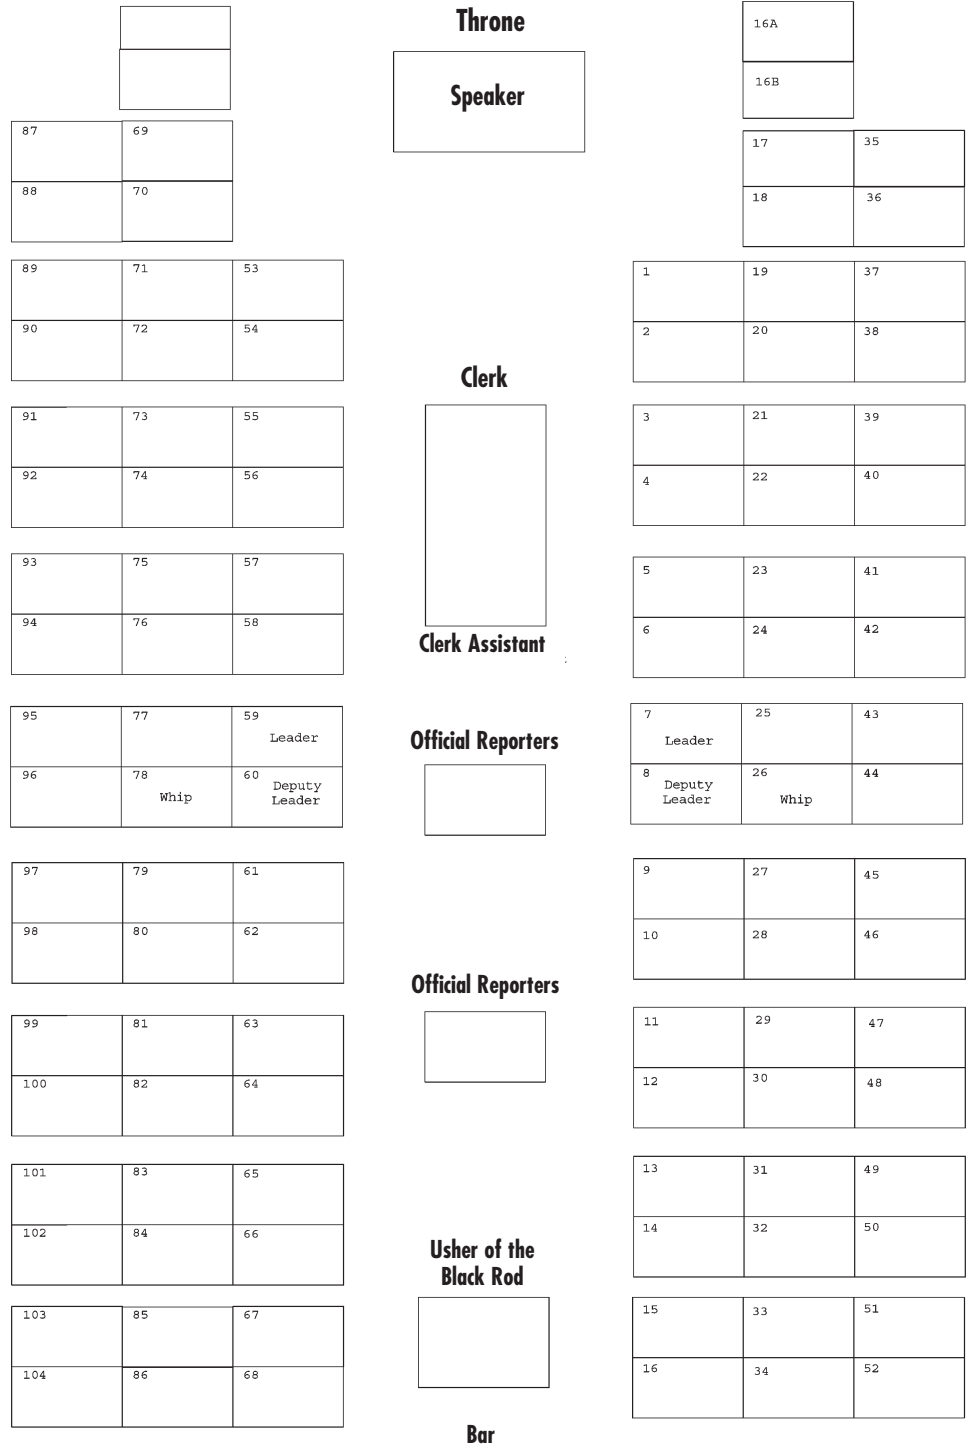 Throne
16A
Speaker
16B
87 69
17 35
88 70
18 36
89 71 53
1 19 37
90 72 54
2 20 38
Clerk
91 73 55
3 21 39
92 74 56
4 22 40
93 75 57
5 23 41
94 76 58
6 24 42
Clerk Assistant
95 77 59
Leader
Official Reporters
7 25 43
Leader
96 78 60
Whip
Deputy
Leader
8 26 44
Deputy
Leader
Whip
97 79 61
9 27 45
98 80 62
10 28 46
Official Reporters
99 81 63
11 29 47
100 82 64
12 30 48
101 83 65
13 31 49
102 84 66
14 32 50
Usher of the
Black Rod
103 85 67
15 33 51
104 86 68
16 34 52
Bar